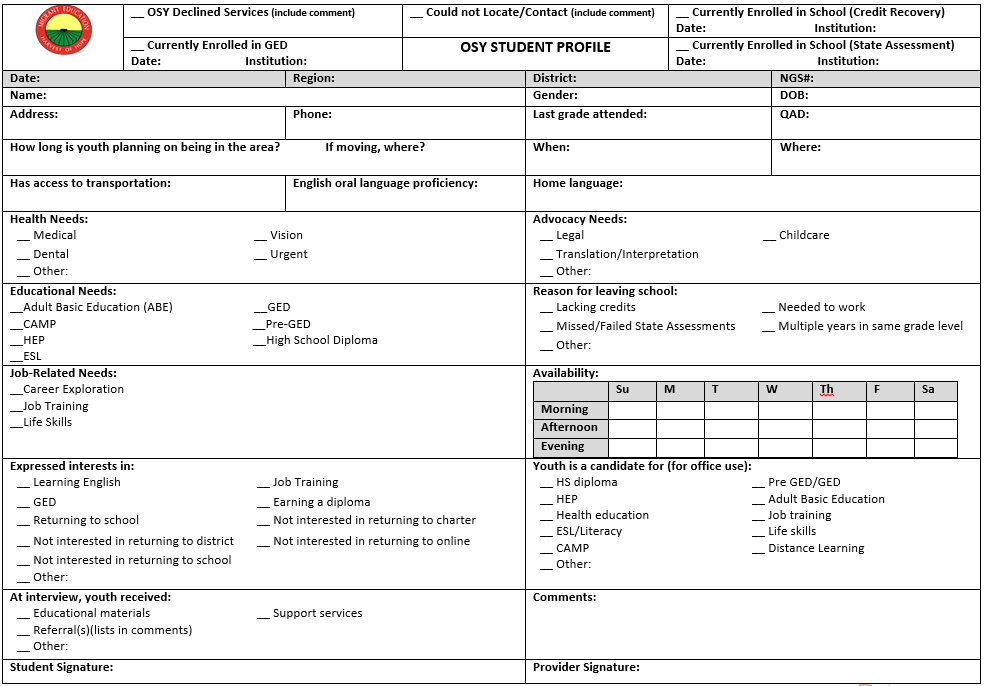 MIGRANT EDUCATION
HARVEST OF HOPE
__ OSY Declined Services (include comment)
__ Could not Locate/Contact (include comment)
__ Currently Enrolled in School (Credit Recovery)
Date: Institution:
__ Currently Enrolled in GED
Date: Institution:
OSY STUDENT PROFILE
__ Currently Enrolled in School (State Assessment)
Date: Institution:
Date: Region: District: NGS#:
Name: Gender: DOB:
Address: Phone: Last grade attended: QAD:
How long is youth planning on being in the area? If moving, where? When: Where:
Has access to transportation: English oral language proficiency: Home language:
Health Needs:
__ Medical __ Vision
__ Dental __ Urgent
__ Other:
Advocacy Needs:
__ Legal __ Childcare
__ Translation/Interpretation
__ Other:
Educational Needs:
__Adult Basic Education (ABE) __GED
__CAMP __Pre-GED
__HEP __High School Diploma
__ESL
Reason for leaving school:
__ Lacking credits __ Needed to work
__ Missed/Failed State Assessments __ Multiple years in same grade level
__ Other:
Job-Related Needs:
__Career Exploration
__Job Training
__Life Skills
Availability:
Su M T W Th F Sa
Morning
Afternoon
Evening
Expressed interests in:
__ Learning English __ Job Training
__ GED __ Earning a diploma
__ Returning to school __ Not interested in returning to charter
__ Not interested in returning to district __ Not interested in returning to online
__ Not interested in returning to school
__ Other:
Youth is a candidate for (for office use):
__ HS diploma __ Pre GED/GED
__ HEP __ Adult Basic Education
__ Health education __ Job training
__ ESL/Literacy __ Life skills
__ CAMP __ Distance Learning
__ Other:
At interview, youth received:
__ Educational materials __ Support services
__ Referral(s)(lists in comments)
__ Other:
Comments:
Student Signature: Provider Signature: